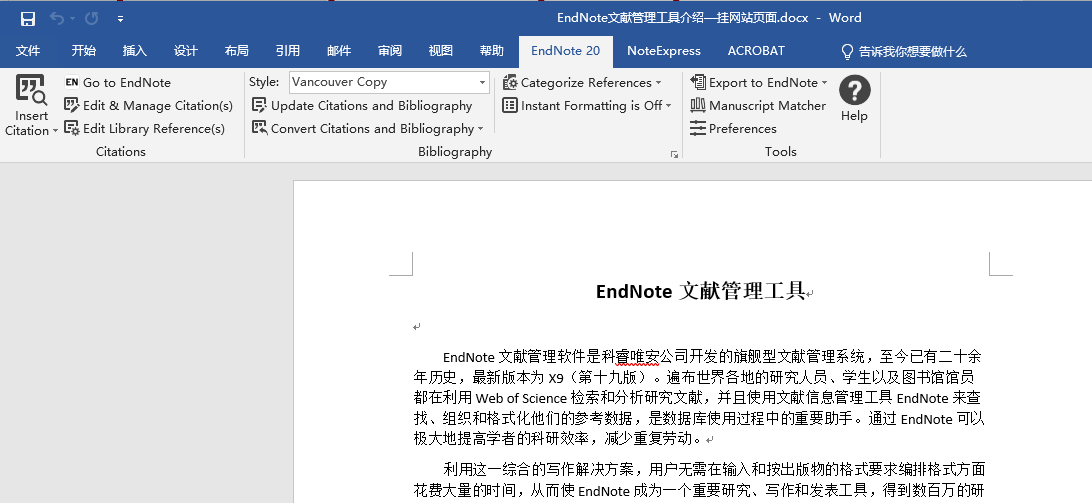 EndNote文献管理工具介绍—挂网站页面.docx - Word
文件 开始 插入 设计 布局 引用 邮件 审阅 视图 帮助 EndNote 20 NoteExpress ACROBAT 告诉我你想要做什么
Insert Citation
EN Go to EndNote
Edit & Manage Citation(s)
Edit Library Reference(s)
Citations
Style: Vancouver Copy
Update Citations and Bibliography
Convert Citations and Bibliography
Categorize References
Instant Formatting is Off
Bibliography
Export to EndNote
Manuscript Matcher
Preferences
Help
Tools
EndNote 文献管理工具
EndNote 文献管理软件是科睿唯安公司开发的旗舰型文献管理系统，至今已有二十余
年历史，最新版本为 X9（第十九版）。遍布世界各地的研究人员、学生以及图书馆馆员
都在利用 Web of Science 检索和分析研究文献，并且使用文献信息管理工具 EndNote 来查
找、组织和格式化他们的参考数据，是数据库使用过程中的重要助手。通过 EndNote 可以
极大地提高学者的科研效率，减少重复劳动。
利用这一综合的写作解决方案，用户无需在输入和按出版物的格式要求编排格式方面
花费大量的时间，从而使 EndNote 成为一个重要研究、写作和发表工具，得到数百万的研